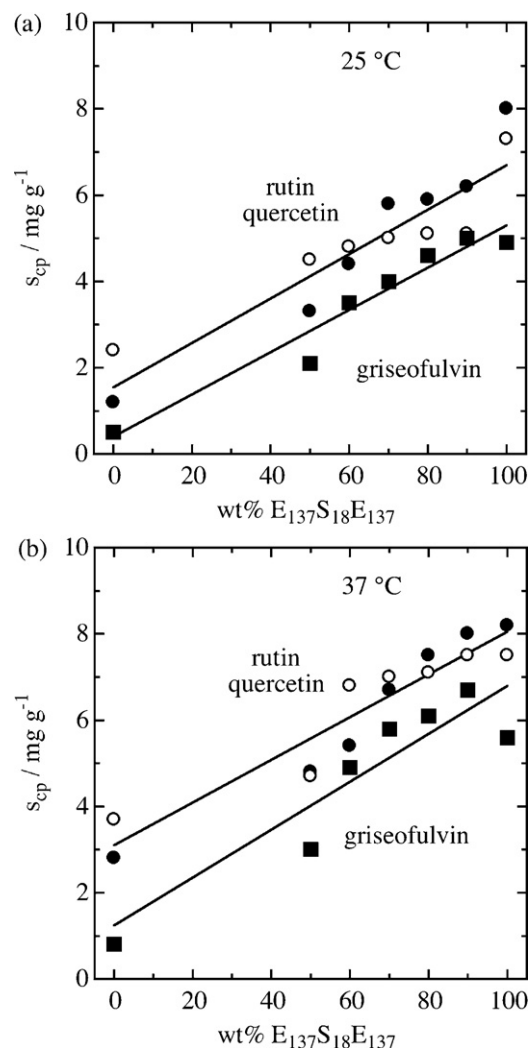 (a)
10
25 °C
8
rutin
quercetin
6
s_cp / mg g⁻¹
4
griseofulvin
2
0
0 20 40 60 80 100
wt% E₁₃₇S₁₈E₁₃₇
(b)
10
37 °C
8
rutin
quercetin
6
s_cp / mg g⁻¹
4
griseofulvin
2
0
0 20 40 60 80 100
wt% E₁₃₇S₁₈E₁₃₇